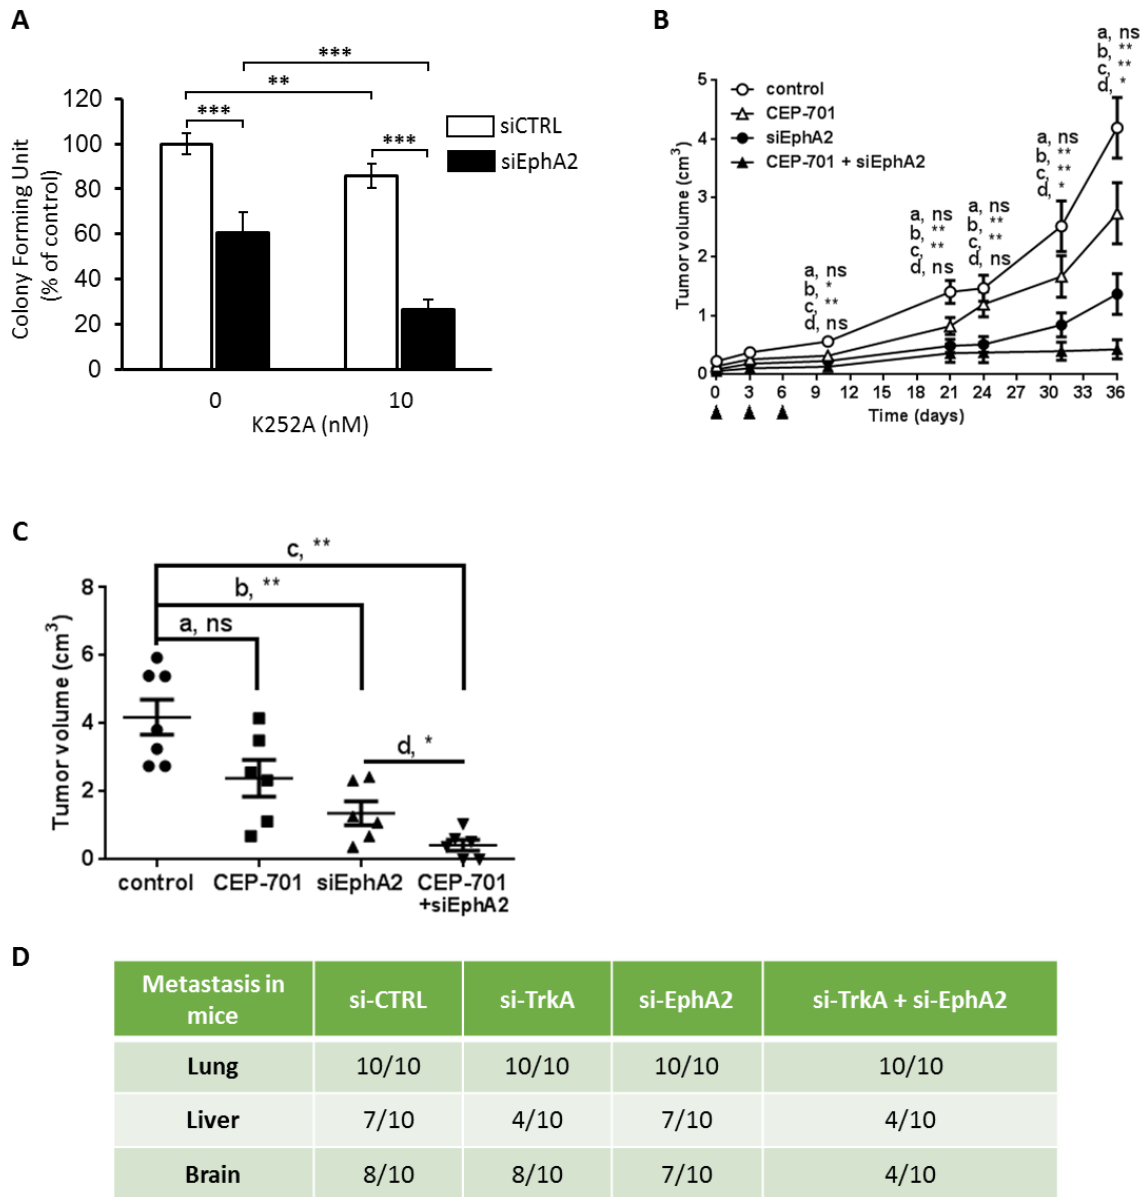 A
***
**
***
***
120
100
80
60
40
20
0
Colony Forming Unit
(% of control)
siCTRL
siEphA2
0
10
K252A (nM)
B
control
CEP-701
siEphA2
CEP-701 + siEphA2
5
4
3
2
1
0
Tumor volume (cm3)
a, ns
b, *
c, **
d, ns
a, ns
b, **
c, **
d, ns
a, ns
b, **
c, **
d, ns
a, ns
b, **
c, **
d, *
a, ns
b, **
c, **
d, *
0 3 6 9 12 15 18 21 24 27 30 33 36
Time (days)
C
c, **
b, **
a, ns
d, *
8
6
4
2
0
Tumor volume (cm3)
control
CEP-701
siEphA2
CEP-701
+siEphA2
D
Metastasis in
mice
si-CTRL
si-TrkA
si-EphA2
si-TrkA + si-EphA2
Lung 10/10 10/10 10/10 10/10
Liver 7/10 4/10 7/10 4/10
Brain 8/10 8/10 7/10 4/10